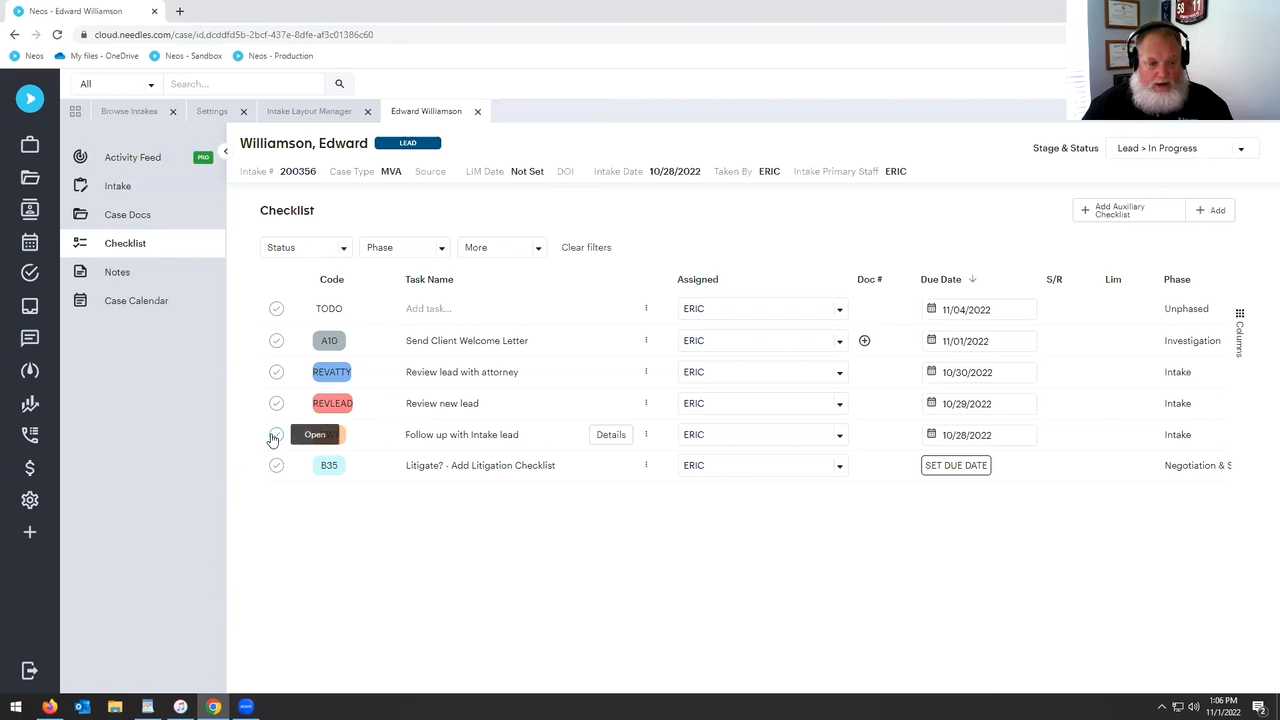 Neos - Edward Williamson
cloud.needles.com/case/id.dcddfd5b-2bcf-437e-8dfe-af3c01386c60
Neos
My files - OneDrive
Neos - Sandbox
Neos - Production
58 11
All
Search...
Browse Intakes
Settings
Intake Layout Manager
Edward Williamson
Activity Feed
PRO
Intake
Case Docs
Checklist
Notes
Case Calendar
Williamson, Edward
LEAD
Stage & Status
Lead > In Progress
Intake # 200356 Case Type MVA Source LIM Date Not Set DOI Intake Date 10/28/2022 Taken By ERIC Intake Primary Staff ERIC
Checklist
+ Add Auxiliary
Checklist
+ Add
Status
Phase
More
Clear filters
Code Task Name Assigned Doc # Due Date S/R Lim Phase
TODO Add task... ERIC 11/04/2022 Unphased
A10 Send Client Welcome Letter ERIC 11/01/2022 Investigation
REVATTY Review lead with attorney ERIC 10/30/2022 Intake
REVLEAD Review new lead ERIC 10/29/2022 Intake
Open Follow up with Intake lead Details ERIC 10/28/2022 Intake
B35 Litigate? - Add Litigation Checklist ERIC SET DUE DATE Negotiation & S
Columns
zoom
1:06 PM
11/1/2022
2